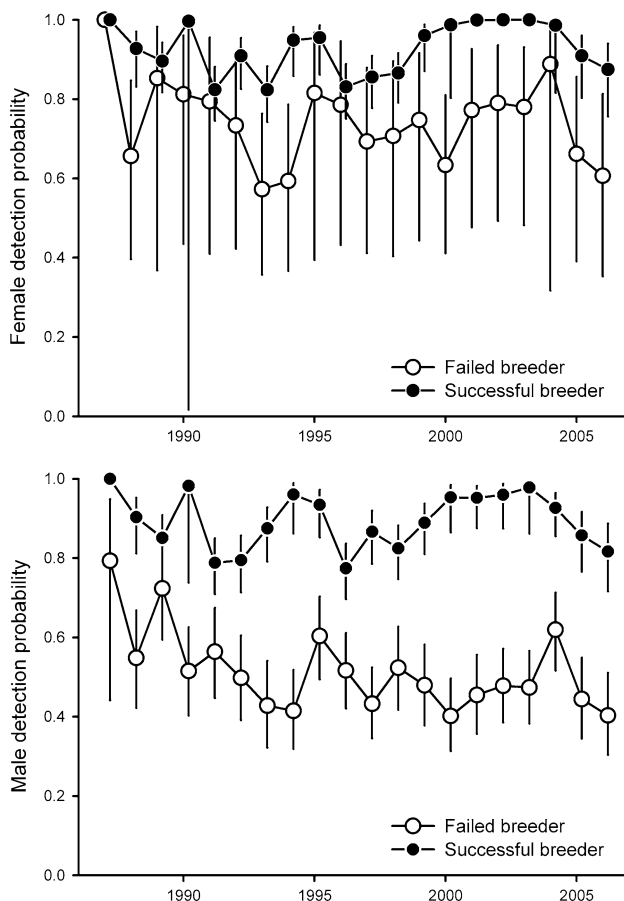 Female detection probability
1.0
0.8
0.6
0.4
0.2
0.0
Failed breeder
Successful breeder
1990 1995 2000 2005
Male detection probability
1.0
0.8
0.6
0.4
0.2
0.0
Failed breeder
Successful breeder
1990 1995 2000 2005